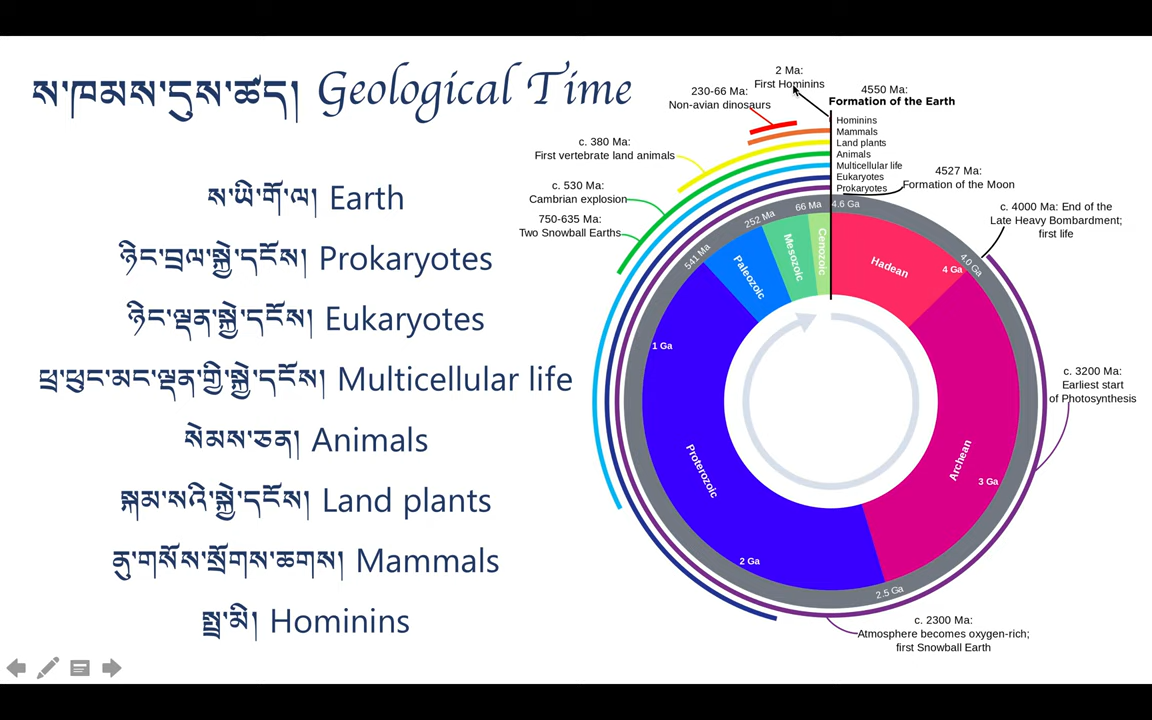 ས་ཁམས་དུས་ཚད། Geological Time
ས་ཡི་གོ་ལ། Earth
ཉིང་བྲལ་སྐྱེ་དངོས། Prokaryotes
ཉིང་ལྡན་སྐྱེ་དངོས། Eukaryotes
ཕྲ་ཕུང་མང་ལྡན་གྱི་སྐྱེ་དངོས། Multicellular life
སེམས་ཅན། Animals
སྐམ་སའི་སྐྱེ་དངོས། Land plants
ནུ་གསོས་སྲོགས་ཆགས། Mammals
སྤྲ་མི། Hominins
2 Ma:
First Hominins
230-66 Ma:
Non-avian dinosaurs
c. 380 Ma:
First vertebrate land animals
c. 530 Ma:
Cambrian explosion
750-635 Ma:
Two Snowball Earths
4550 Ma:
Formation of the Earth
Hominins
Mammals
Land plants
Animals
Multicellular life
Eukaryotes
Prokaryotes
4527 Ma:
Formation of the Moon
c. 4000 Ma: End of the
Late Heavy Bombardment;
first life
c. 3200 Ma:
Earliest start
of Photosynthesis
c. 2300 Ma:
Atmosphere becomes oxygen-rich;
first Snowball Earth
4.6 Ga
4.0 Ga
2.5 Ga
541 Ma
252 Ma
66 Ma
Hadean
4 Ga
Archean
3 Ga
Proterozoic
2 Ga
1 Ga
Paleozoic
Mesozoic
Cenozoic